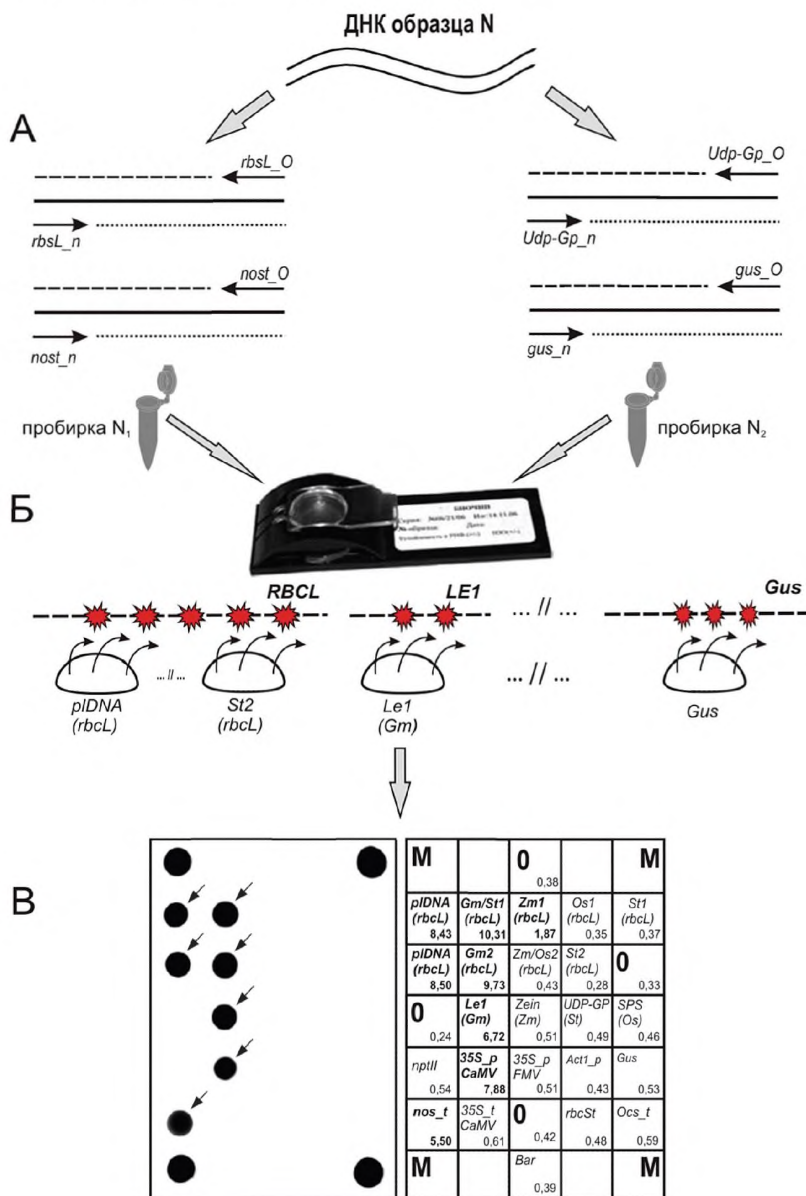 ДНК образца N
А
rbsL_O
rbsL_n
nost_O
nost_n
Udp-Gp_O
Udp-Gp_n
gus_O
gus_n
пробирка N₁
пробирка N₂
Б
БИОЧИП
RBCL
LE1
... // ...
Gus
plDNA
(rbcL)
... // ...
St2
(rbcL)
Le1
(Gm)
... // ...
Gus
В
M 0 M
0,38
plDNA Gm/St1 Zm1 Os1 St1
(rbcL) (rbcL) (rbcL) (rbcL) (rbcL)
8,43 10,31 1,87 0,35 0,37
plDNA Gm2 Zm/Os2 St2 0
(rbcL) (rbcL) (rbcL) (rbcL)
8,50 9,73 0,43 0,28 0,33
0 Le1 Zein UDP-GP SPS
(Gm) (Zm) (St) (Os)
0,24 6,72 0,51 0,49 0,46
nptII 35S_p 35S_p Act1_p Gus
CaMV FMV
0,54 7,88 0,51 0,43 0,53
nos_t 35S_t 0 rbcSt Ocs_t
CaMV
5,50 0,61 0,42 0,48 0,59
M Bar M
0,39